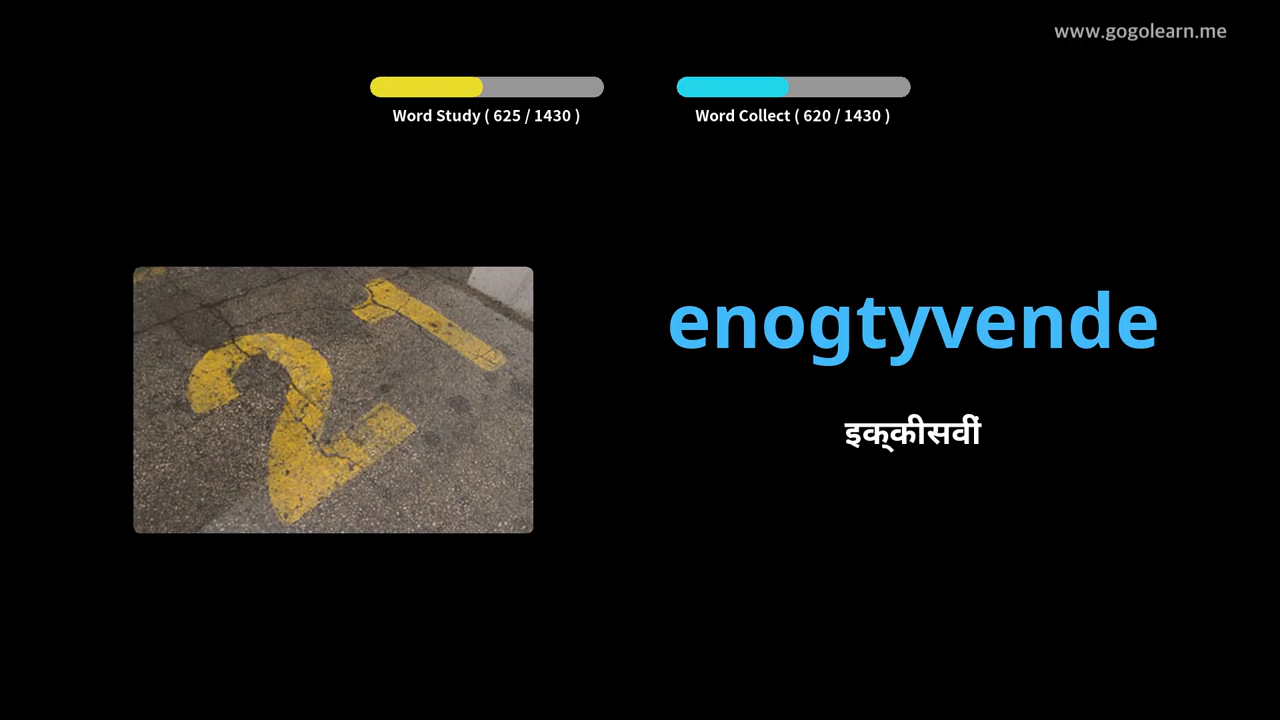 www.gogolearn.me
Word Study ( 625 / 1430 )
Word Collect ( 620 / 1430 )
21
enogtyvende
इक्कीसवीं